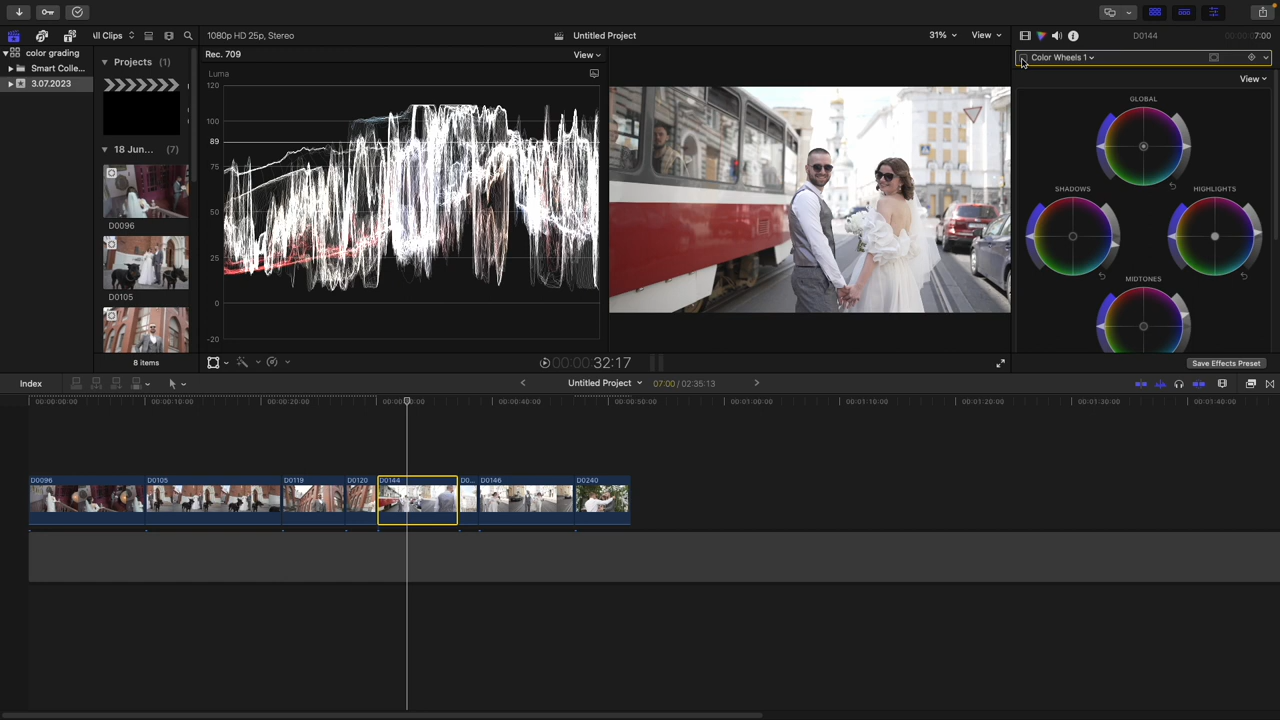 All Clips
1080p HD 25p, Stereo
Untitled Project
31%
View
D0144
7:00
color grading
Smart Colle...
3.07.2023
Projects (1)
18 Jun... (7)
D0096
D0105
8 items
Rec. 709
View
Luma
120
100
89
75
50
25
0
-20
Color Wheels 1
View
GLOBAL
SHADOWS
HIGHLIGHTS
MIDTONES
Save Effects Preset
00:00:32:17
Index
Untitled Project
07:00 / 02:35:13
00:00:00:00
00:00:10:00
00:00:20:00
00:00:30:00
00:00:40:00
00:00:50:00
00:01:00:00
00:01:10:00
00:01:20:00
00:01:30:00
00:01:40:00
D0096
D0105
D0119
D0120
D0144
D0...
D0146
D0240